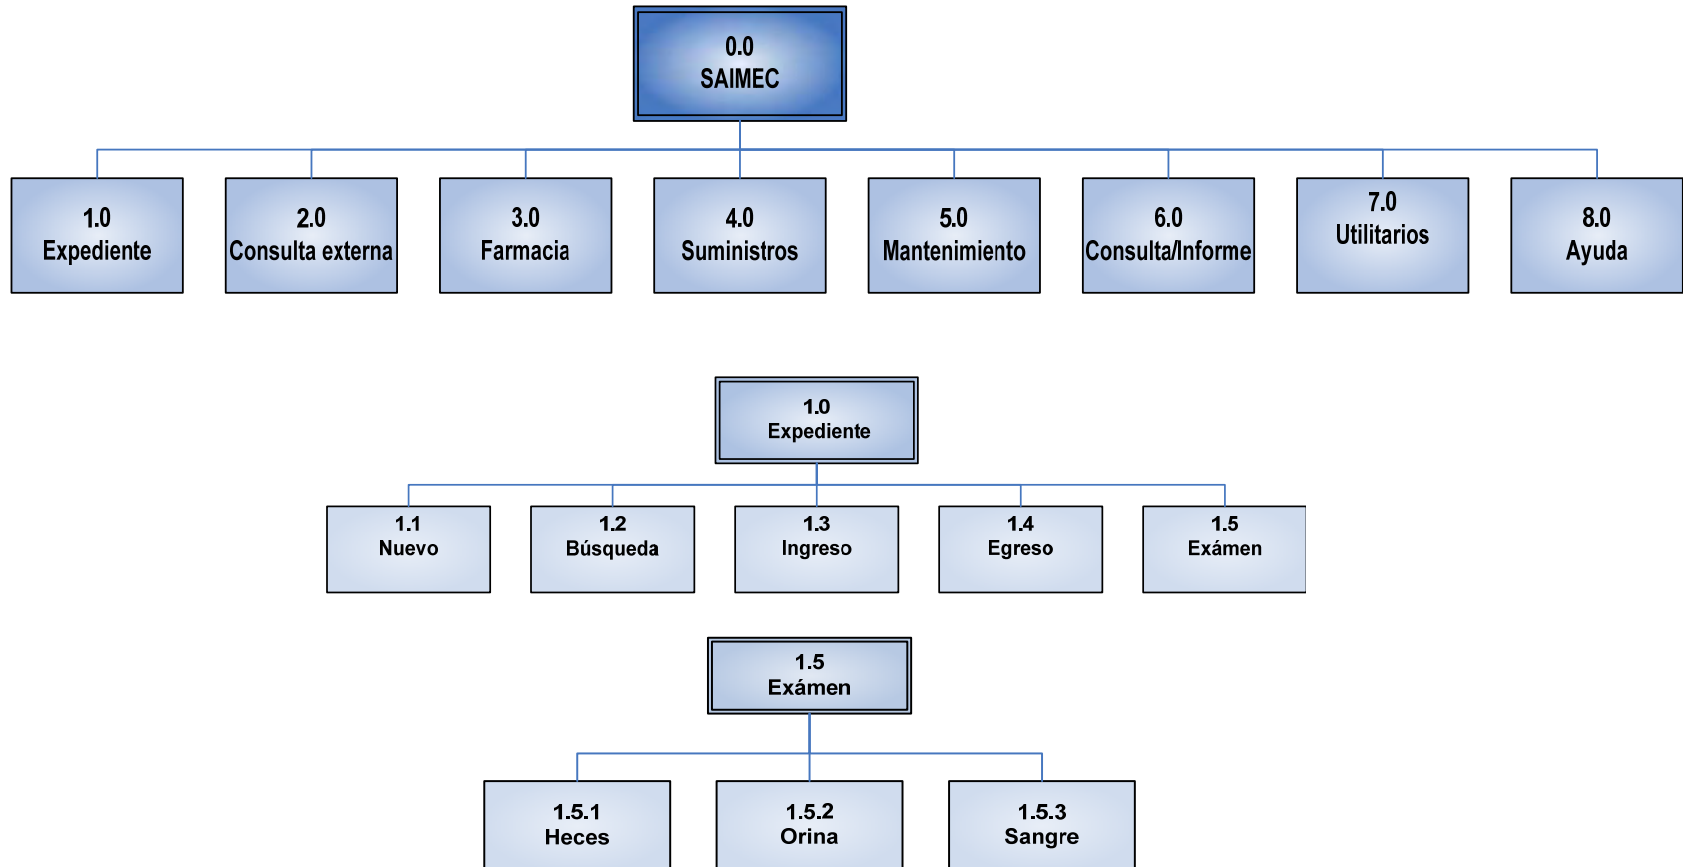 0.0
SAIMEC
1.0
Expediente
2.0
Consulta externa
3.0
Farmacia
4.0
Suministros
5.0
Mantenimiento
6.0
Consulta/Informe
7.0
Utilitarios
8.0
Ayuda
1.0
Expediente
1.1
Nuevo
1.2
Búsqueda
1.3
Ingreso
1.4
Egreso
1.5
Exámen
1.5
Exámen
1.5.1
Heces
1.5.2
Orina
1.5.3
Sangre